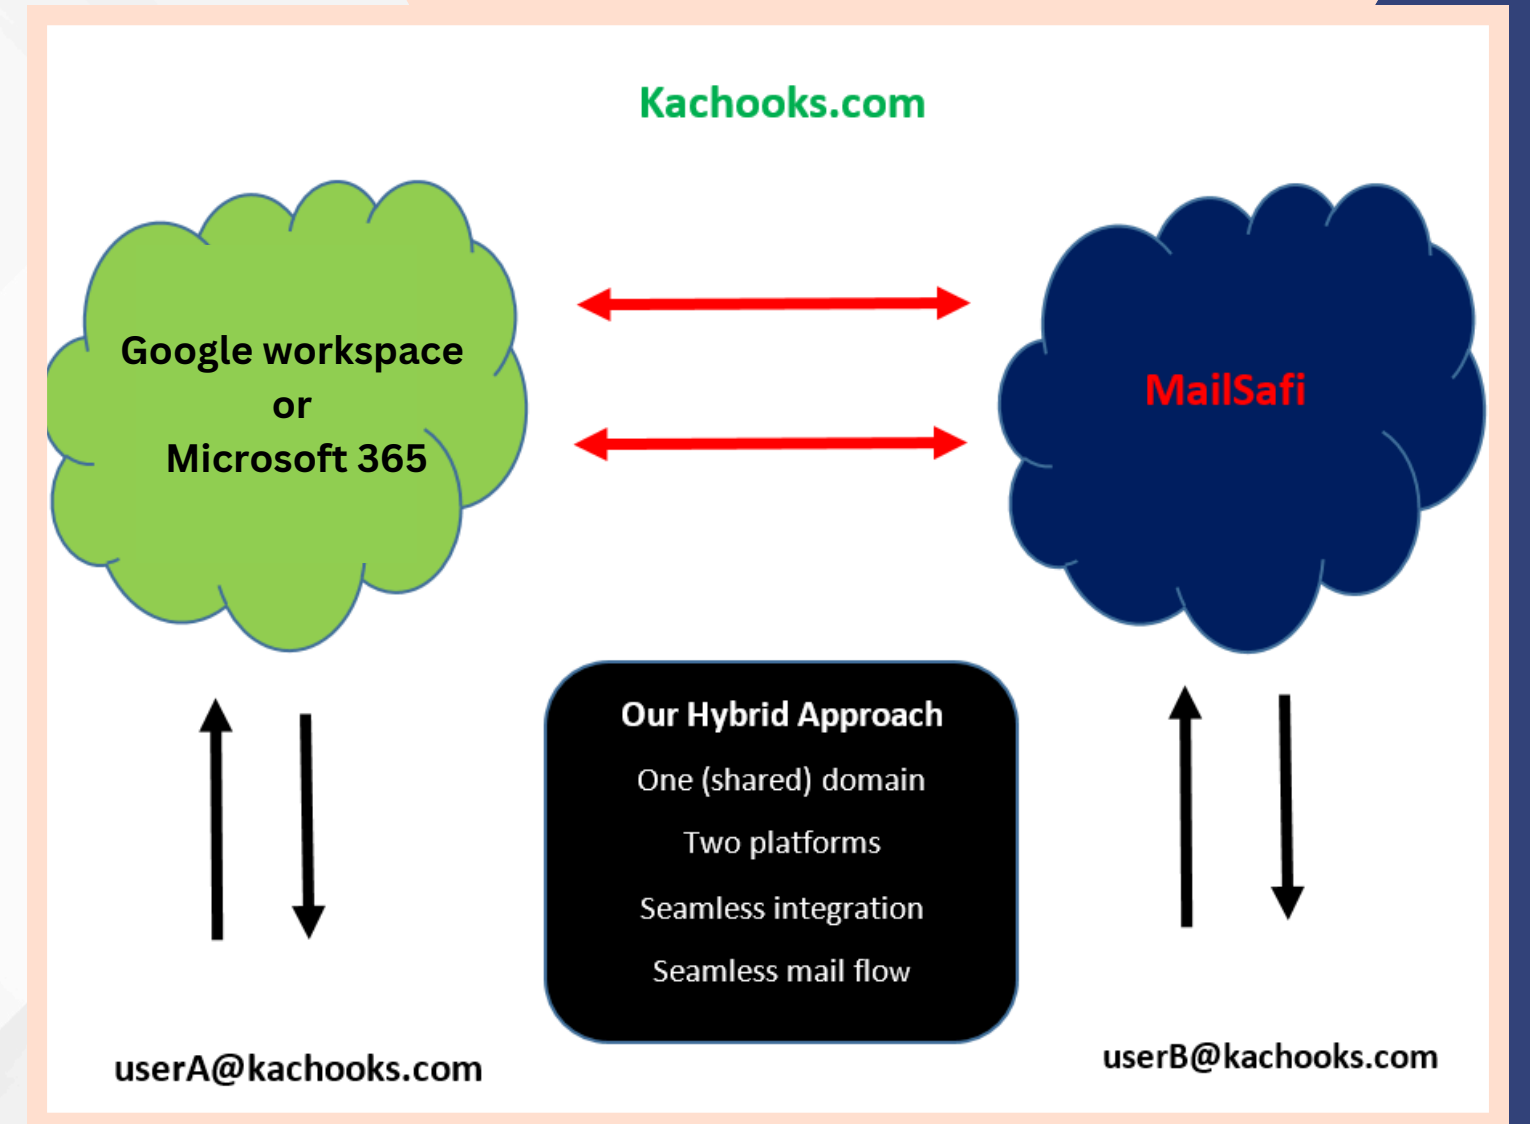 Kachooks.com
Google workspace
or
Microsoft 365
MailSafi
Our Hybrid Approach
One (shared) domain
Two platforms
Seamless integration
Seamless mail flow
userA@kachooks.com
userB@kachooks.com